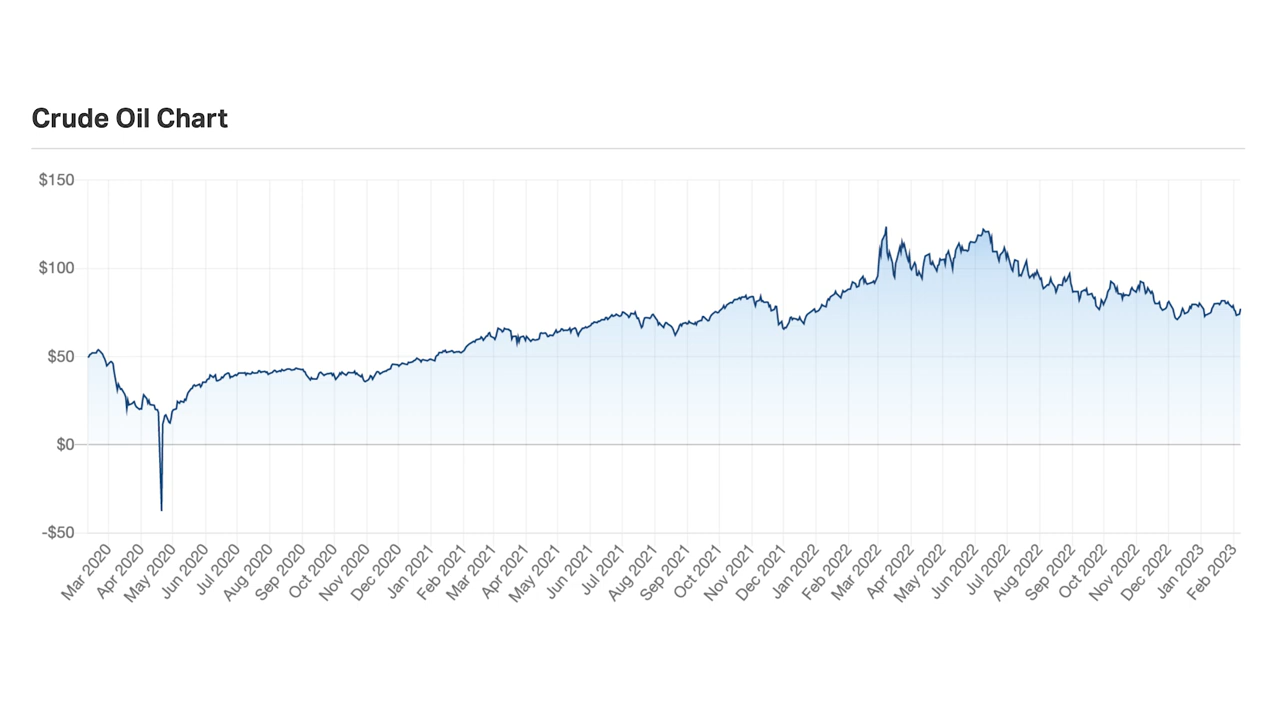 Crude Oil Chart
$150
$100
$50
$0
-$50
Mar 2020
Apr 2020
May 2020
Jun 2020
Jul 2020
Aug 2020
Sep 2020
Oct 2020
Nov 2020
Dec 2020
Jan 2021
Feb 2021
Mar 2021
Apr 2021
May 2021
Jun 2021
Jul 2021
Aug 2021
Sep 2021
Oct 2021
Nov 2021
Dec 2021
Jan 2022
Feb 2022
Mar 2022
Apr 2022
May 2022
Jun 2022
Jul 2022
Aug 2022
Sep 2022
Oct 2022
Nov 2022
Dec 2022
Jan 2023
Feb 2023